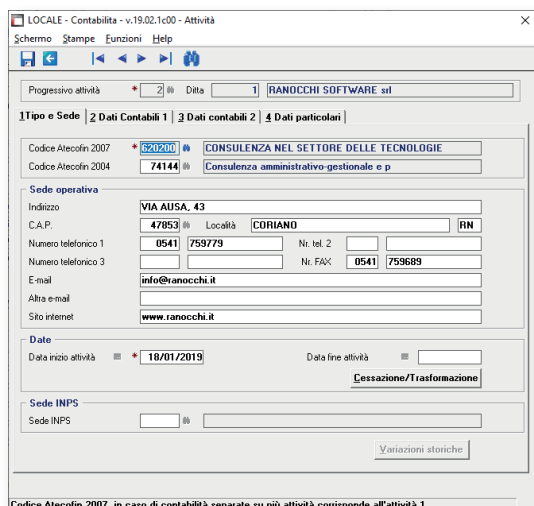 LOCALE - Contabilita - v.19.02.1c00 - Attività
Schermo Stampe Funzioni Help
Progressivo attività * 2 Ditta 1 RANOCCHI SOFTWARE srl
1Tipo e Sede 2 Dati Contabili 1 3 Dati contabili 2 4 Dati particolari
Codice Atecofin 2007 * 620200 CONSULENZA NEL SETTORE DELLE TECNOLOGIE
Codice Atecofin 2004 74144 Consulenza amministrativo-gestionale e p
Sede operativa
Indirizzo VIA AUSA, 43
C.A.P. 47853 Località CORIANO RN
Numero telefonico 1 0541 759779 Nr. tel. 2
Numero telefonico 3 Nr. FAX 0541 759689
E-mail info@ranocchi.it
Altra e-mail
Sito internet www.ranocchi.it
Date
Data inizio attività * 18/01/2019 Data fine attività
Cessazione/Trasformazione
Sede INPS
Sede INPS
Variazioni storiche
Codice Atecofin 2007, in caso di contabilità separate su più attività corrisponde all'attività 1